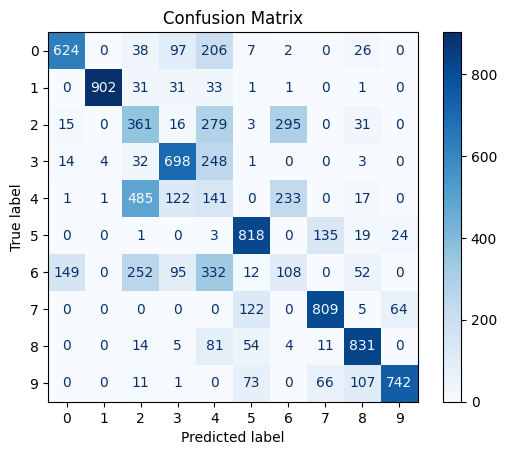 Confusion Matrix
True label
0 624 0 38 97 206 7 2 0 26 0
1 0 902 31 31 33 1 1 0 1 0
2 15 0 361 16 279 3 295 0 31 0
3 14 4 32 698 248 1 0 0 3 0
4 1 1 485 122 141 0 233 0 17 0
5 0 0 1 0 3 818 0 135 19 24
6 149 0 252 95 332 12 108 0 52 0
7 0 0 0 0 0 122 0 809 5 64
8 0 0 14 5 81 54 4 11 831 0
9 0 0 11 1 0 73 0 66 107 742
0 1 2 3 4 5 6 7 8 9
Predicted label
800
600
400
200
0